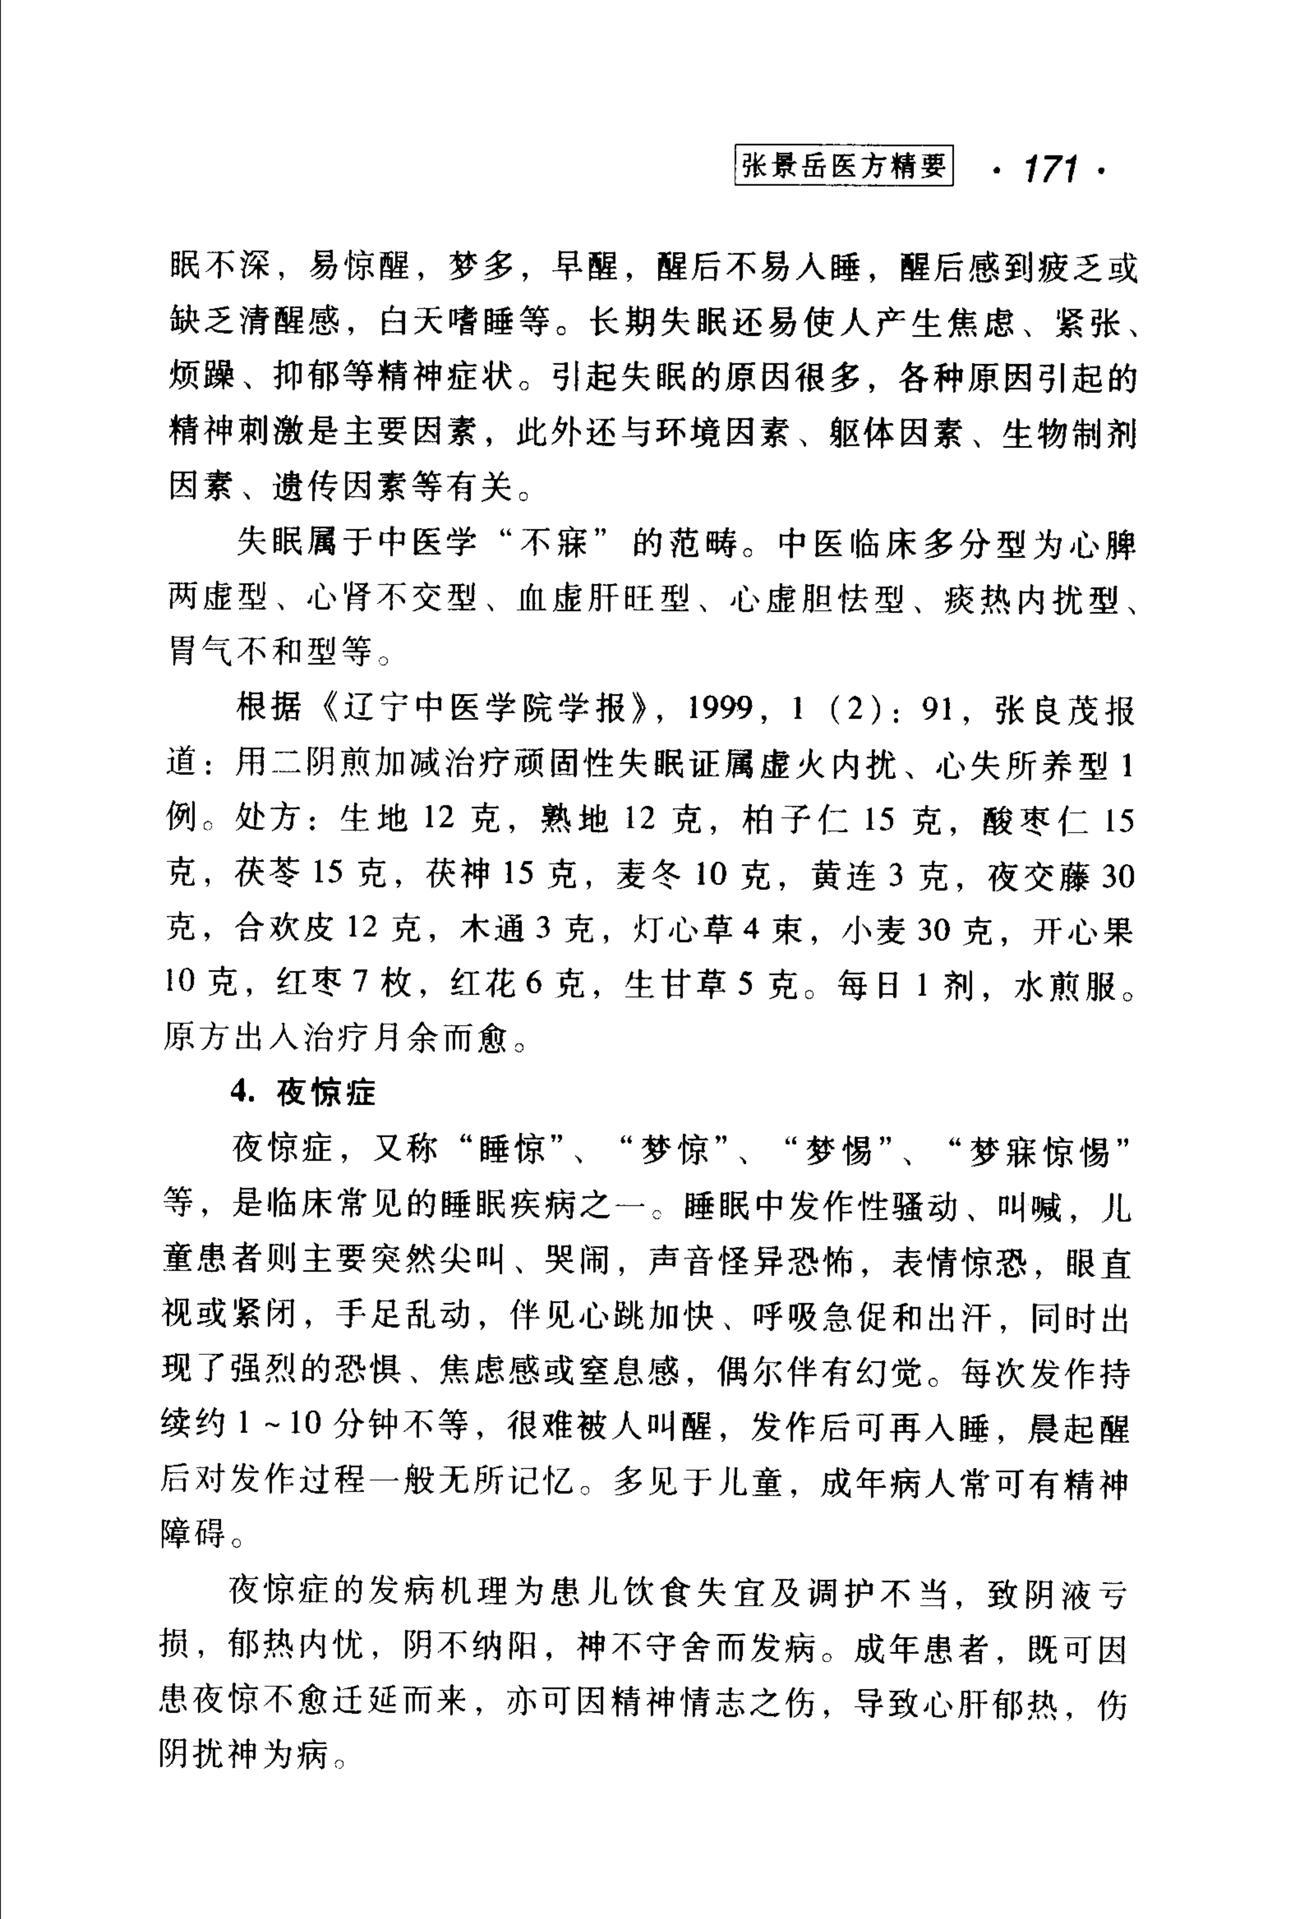 张景岳医方精要 · 171 ·
眠不深，易惊醒，梦多，早醒，醒后不易入睡，醒后感到疲乏或
缺乏清醒感，白天嗜睡等。长期失眠还易使人产生焦虑、紧张、
烦躁、抑郁等精神症状。引起失眠的原因很多，各种原因引起的
精神刺激是主要因素，此外还与环境因素、躯体因素、生物制剂
因素、遗传因素等有关。
失眠属于中医学“不寐”的范畴。中医临床多分型为心脾
两虚型、心肾不交型、血虚肝旺型、心虚胆怯型、痰热内扰型、
胃气不和型等。
根据《辽宁中医学院学报》，1999，1（2）：91，张良茂报
道：用二阴煎加减治疗顽固性失眠证属虚火内扰、心失所养型1
例。处方：生地12克，熟地12克，柏子仁15克，酸枣仁15
克，茯苓15克，茯神15克，麦冬10克，黄连3克，夜交藤30
克，合欢皮12克，木通3克，灯心草4束，小麦30克，开心果
10克，红枣7枚，红花6克，生甘草5克。每日1剂，水煎服。
原方出入治疗月余而愈。
4. 夜惊症
夜惊症，又称“睡惊”、“梦惊”、“梦惕”、“梦寐惊惕”
等，是临床常见的睡眠疾病之一。睡眠中发作性骚动、叫喊，儿
童患者则主要突然尖叫、哭闹，声音怪异恐怖，表情惊恐，眼直
视或紧闭，手足乱动，伴见心跳加快、呼吸急促和出汗，同时出
现了强烈的恐惧、焦虑感或窒息感，偶尔伴有幻觉。每次发作持
续约1~10分钟不等，很难被人叫醒，发作后可再入睡，晨起醒
后对发作过程一般无所记忆。多见于儿童，成年病人常可有精神
障碍。
夜惊症的发病机理为患儿饮食失宜及调护不当，致阴液亏
损，郁热内忧，阴不纳阳，神不守舍而发病。成年患者，既可因
患夜惊不愈迁延而来，亦可因精神情志之伤，导致心肝郁热，伤
阴扰神为病。